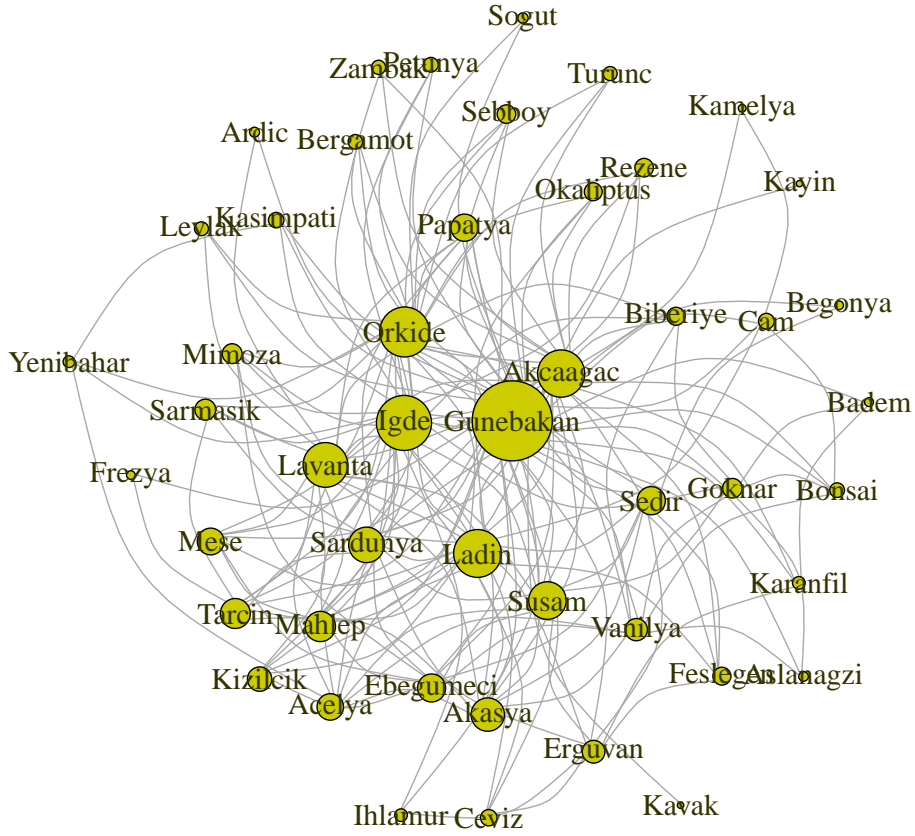 Sogut
Zambak
Petunya
Turunc
Sebboy
Kamelya
Ardic
Bergamot
Rezene
Okaliptus
Kayin
Leylak
Kasimpati
Papatya
Orkide
Biberiye
Cam
Begonya
Yenibahar
Mimoza
Akcaagac
Sarmasik
Igde
Gunebakan
Badem
Frezya
Lavanta
Sedir
Goknar
Bonsai
Mese
Sardunya
Ladin
Karanfil
Tarcin
Mahlep
Susam
Vanilya
Kizilcik
Acelya
Ebegumeci
Akasya
Feslegen
Aslanagzi
Erguvan
Ihlamur
Ceviz
Kavak